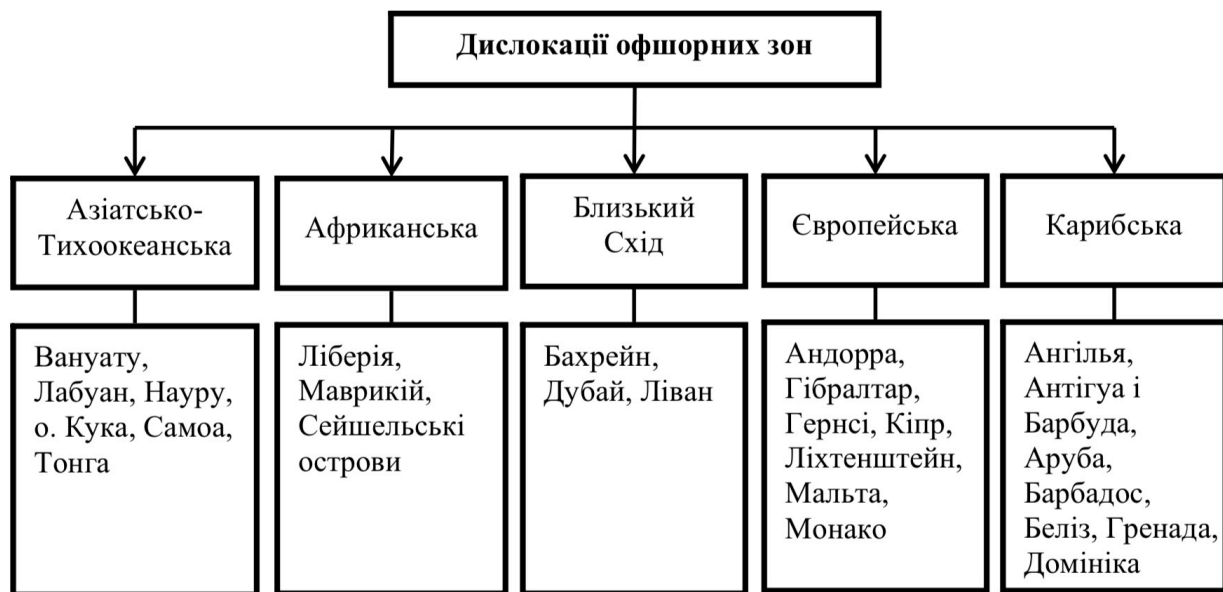 Дислокації офшорних зон
Азіатсько-
Тихоокеанська
Африканська
Близький
Схід
Європейська
Карибська
Вануату,
Лабуан, Науру,
о. Кука, Самоа,
Тонга
Ліберія,
Маврикій,
Сейшельські
острови
Бахрейн,
Дубай, Ліван
Андорра,
Гібралтар,
Гернсі, Кіпр,
Ліхтенштейн,
Мальта,
Монако
Ангілья,
Антігуа і
Барбуда,
Аруба,
Барбадос,
Беліз, Гренада,
Домініка